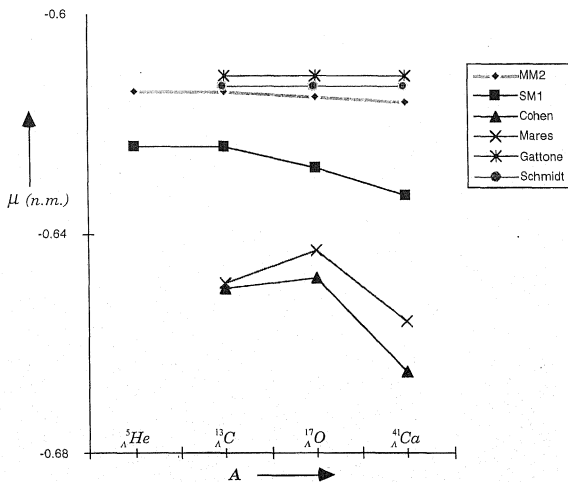 -0.6
MM2
SM1
Cohen
Mares
Gattone
Schmidt
μ (n.m.)
-0.64
⁵ΛHe
¹³ΛC
¹⁷ΛO
⁴¹ΛCa
-0.68
A